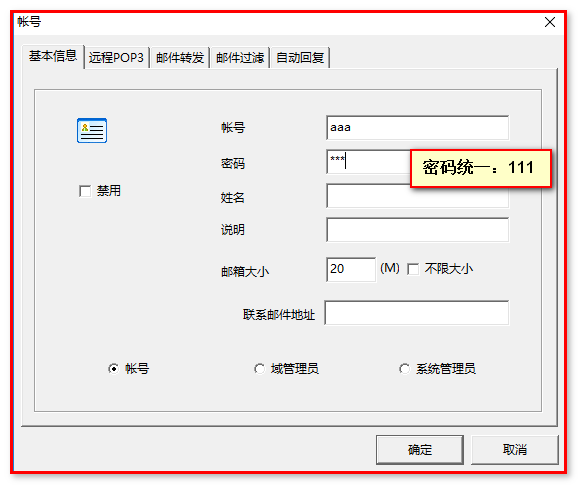 帐号
基本信息 远程POP3 邮件转发 邮件过滤 自动回复
帐号 aaa
密码 ***
密码统一：111
禁用
姓名
说明
邮箱大小 20 (M) 不限大小
联系邮件地址
帐号 域管理员 系统管理员
确定 取消